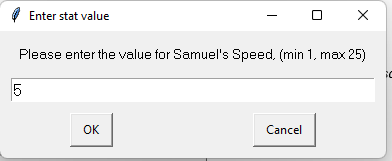 Enter stat value
Please enter the value for Samuel's Speed, (min 1, max 25)
5
OK Cancel